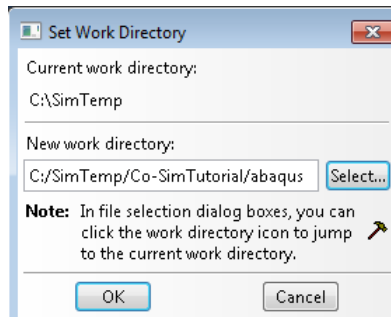 Set Work Directory
Current work directory:
C:\SimTemp
New work directory:
C:/SimTemp/Co-SimTutorial/abaqus Select...
Note: In file selection dialog boxes, you can
click the work directory icon to jump
to the current work directory.
OK Cancel